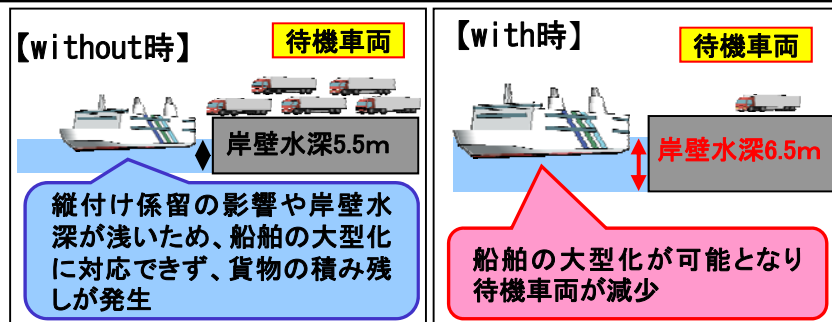 【without時】
待機車両
岸壁水深5.5m
縦付け係留の影響や岸壁水
深が浅いため、船舶の大型化
に対応できず、貨物の積み残
しが発生
【with時】
待機車両
岸壁水深6.5m
船舶の大型化が可能となり
待機車両が減少